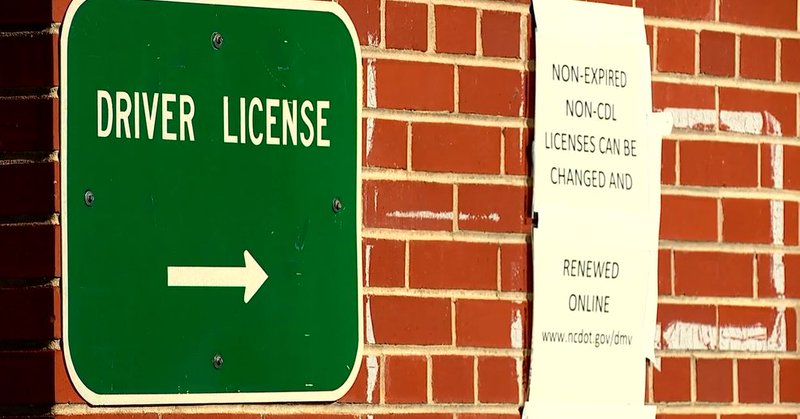 DRIVER LICENSE
NON-EXPIRED
NON-CDL
LICENSES CAN BE
CHANGED AND
RENEWED
ONLINE
www.ncdot.gov/dmv